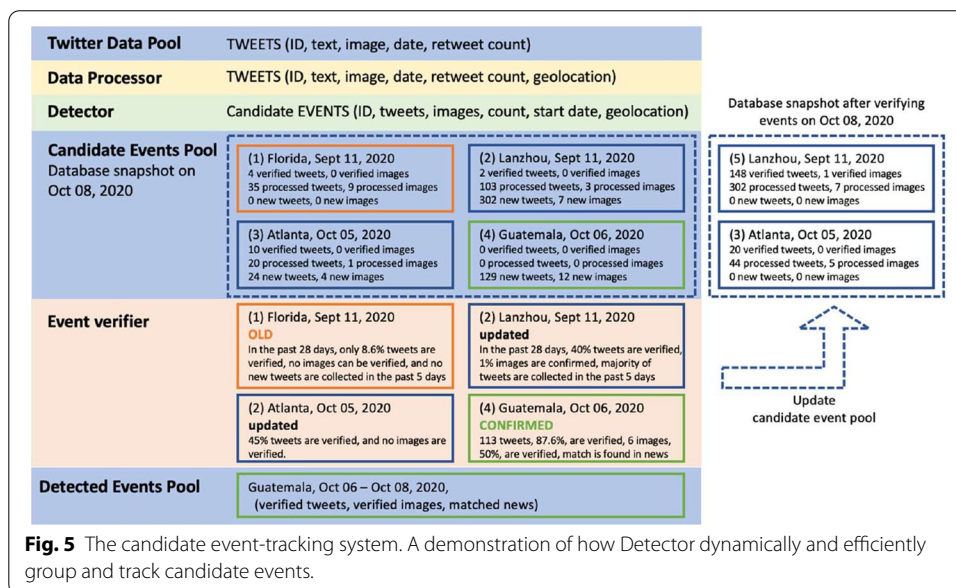 Twitter Data Pool
TWEETS (ID, text, image, date, retweet count)
Data Processor
TWEETS (ID, text, image, date, retweet count, geolocation)
Detector
Candidate EVENTS (ID, tweets, images, count, start date, geolocation)
Candidate Events Pool
Database snapshot on
Oct 08, 2020
(1) Florida, Sept 11, 2020
4 verified tweets, 0 verified images
35 processed tweets, 9 processed images
0 new tweets, 0 new images
(2) Lanzhou, Sept 11, 2020
2 verified tweets, 0 verified images
103 processed tweets, 3 processed images
302 new tweets, 7 new images
(3) Atlanta, Oct 05, 2020
10 verified tweets, 0 verified images
20 processed tweets, 1 processed images
24 new tweets, 4 new images
(4) Guatemala, Oct 06, 2020
0 verified tweets, 0 verified images
0 processed tweets, 0 processed images
129 new tweets, 12 new images
Database snapshot after verifying
events on Oct 08, 2020
(5) Lanzhou, Sept 11, 2020
148 verified tweets, 1 verified images
302 processed tweets, 7 processed images
0 new tweets, 0 new images
(3) Atlanta, Oct 05, 2020
20 verified tweets, 0 verified images
44 processed tweets, 5 processed images
0 new tweets, 0 new images
Event verifier
(1) Florida, Sept 11, 2020
OLD
In the past 28 days, only 8.6% tweets are
verified, no images can be verified, and no
new tweets are collected in the past 5 days
(2) Lanzhou, Sept 11, 2020
updated
In the past 28 days, 40% tweets are verified,
1% images are confirmed, majority of
tweets are collected in the past 5 days
(2) Atlanta, Oct 05, 2020
updated
45% tweets are verified, and no images are
verified.
(4) Guatemala, Oct 06, 2020
CONFIRMED
113 tweets, 87.6%, are verified, 6 images,
50%, are verified, match is found in news
Update
candidate event pool
Detected Events Pool
Guatemala, Oct 06 – Oct 08, 2020,
(verified tweets, verified images, matched news)
Fig. 5 The candidate event-tracking system. A demonstration of how Detector dynamically and efficiently
group and track candidate events.